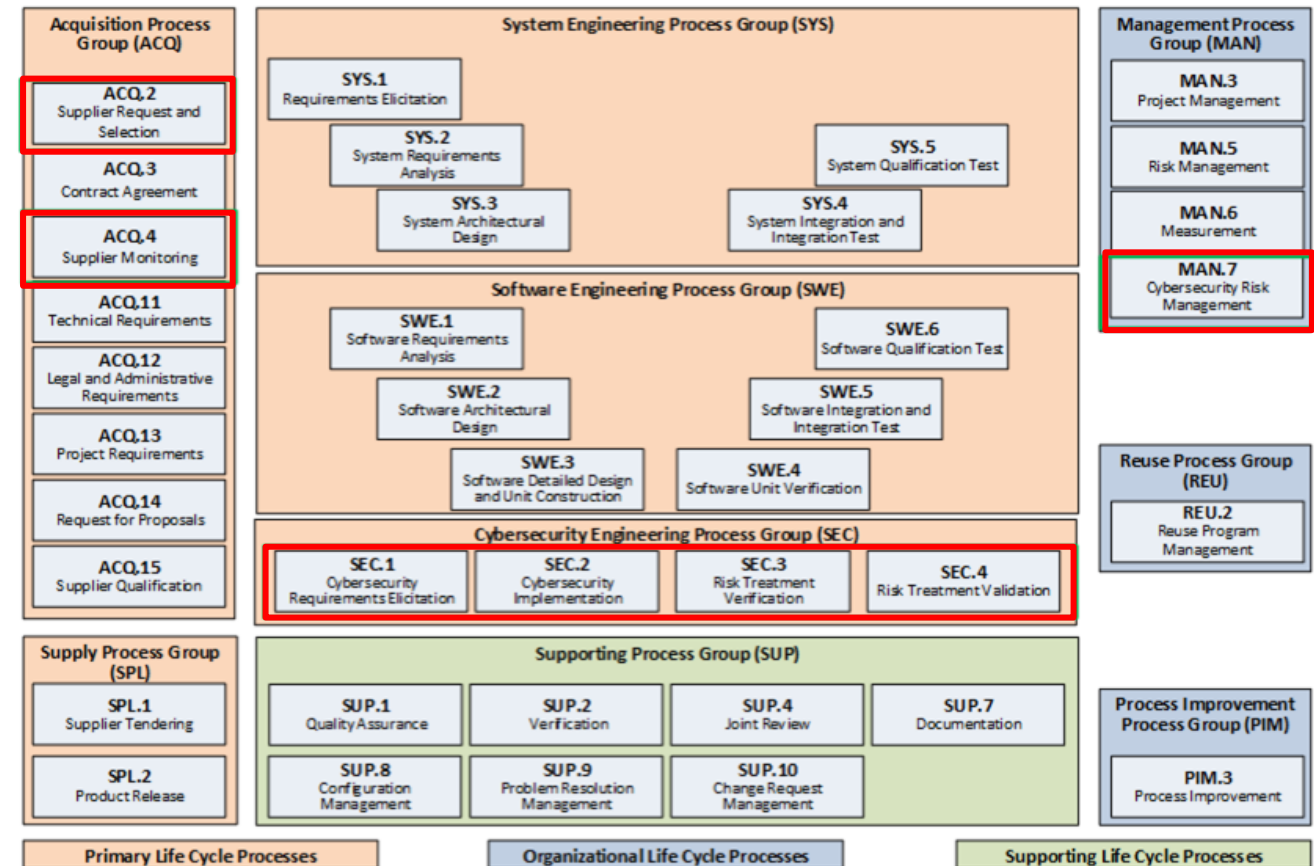 Acquisition Process
Group (ACQ)
ACQ.2
Supplier Request and
Selection
ACQ.3
Contract Agreement
ACQ.4
Supplier Monitoring
ACQ.11
Technical Requirements
ACQ.12
Legal and Administrative
Requirements
ACQ.13
Project Requirements
ACQ.14
Request for Proposals
ACQ.15
Supplier Qualification
System Engineering Process Group (SYS)
SYS.1
Requirements Elicitation
SYS.2
System Requirements
Analysis
SYS.3
System Architectural
Design
SYS.5
System Qualification Test
SYS.4
System Integration and
Integration Test
Software Engineering Process Group (SWE)
SWE.1
Software Requirements
Analysis
SWE.2
Software Architectural
Design
SWE.3
Software Detailed Design
and Unit Construction
SWE.6
Software Qualification Test
SWE.5
Software Integration and
Integration Test
SWE.4
Software Unit Verification
Cybersecurity Engineering Process Group (SEC)
SEC.1
Cybersecurity
Requirements Elicitation
SEC.2
Cybersecurity
Implementation
SEC.3
Risk Treatment
Verification
SEC.4
Risk Treatment Validation
Management Process
Group (MAN)
MAN.3
Project Management
MAN.5
Risk Management
MAN.6
Measurement
MAN.7
Cybersecurity Risk
Management
Reuse Process Group
(REU)
REU.2
Reuse Program
Management
Supply Process Group
(SPL)
SPL.1
Supplier Tendering
SPL.2
Product Release
Supporting Process Group (SUP)
SUP.1
Quality Assurance
SUP.2
Verification
SUP.4
Joint Review
SUP.7
Documentation
SUP.8
Configuration
Management
SUP.9
Problem Resolution
Management
SUP.10
Change Request
Management
Process Improvement
Process Group (PIM)
PIM.3
Process Improvement
Primary Life Cycle Processes
Organizational Life Cycle Processes
Supporting Life Cycle Processes